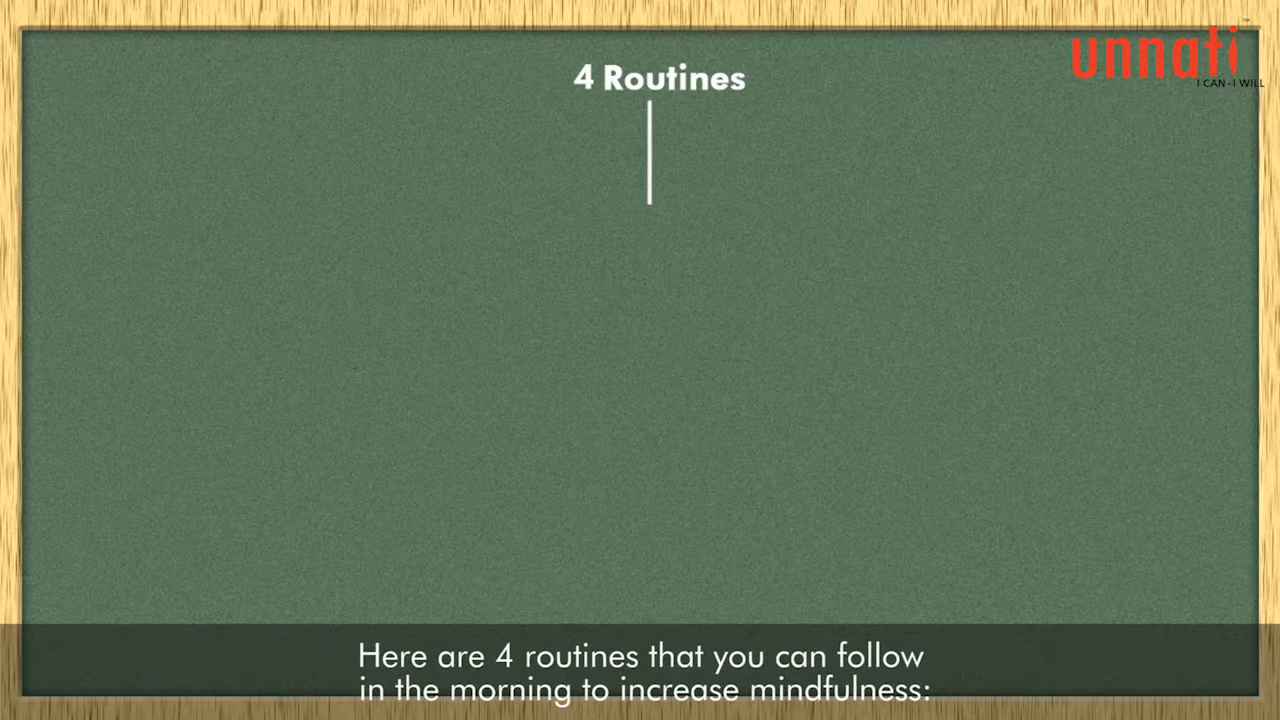 unnati
™
I CAN - I WILL
4 Routines
Here are 4 routines that you can follow
in the morning to increase mindfulness: